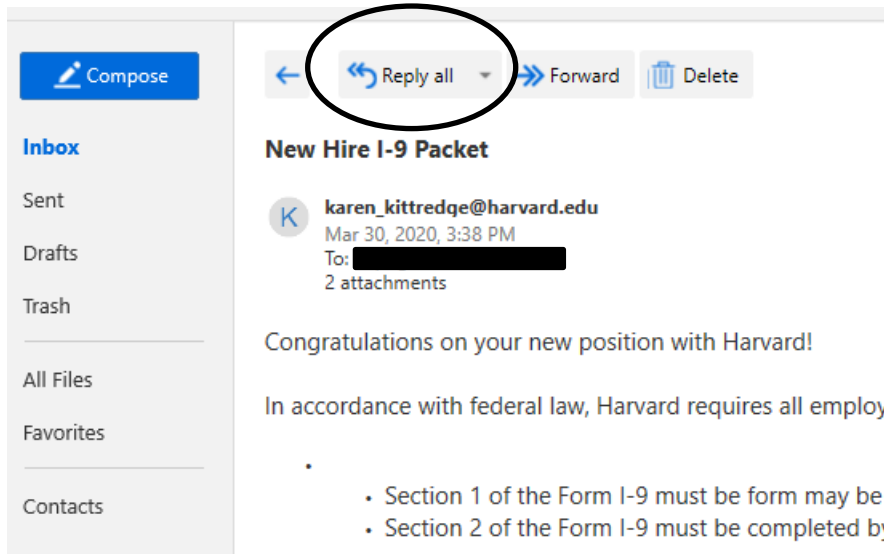 Compose
Reply all
Forward
Delete
Inbox
Sent
Drafts
Trash
All Files
Favorites
Contacts
New Hire I-9 Packet
K
karen_kittredge@harvard.edu
Mar 30, 2020, 3:38 PM
To:
2 attachments
Congratulations on your new position with Harvard!
In accordance with federal law, Harvard requires all employ
• Section 1 of the Form I-9 must be form may be
• Section 2 of the Form I-9 must be completed by